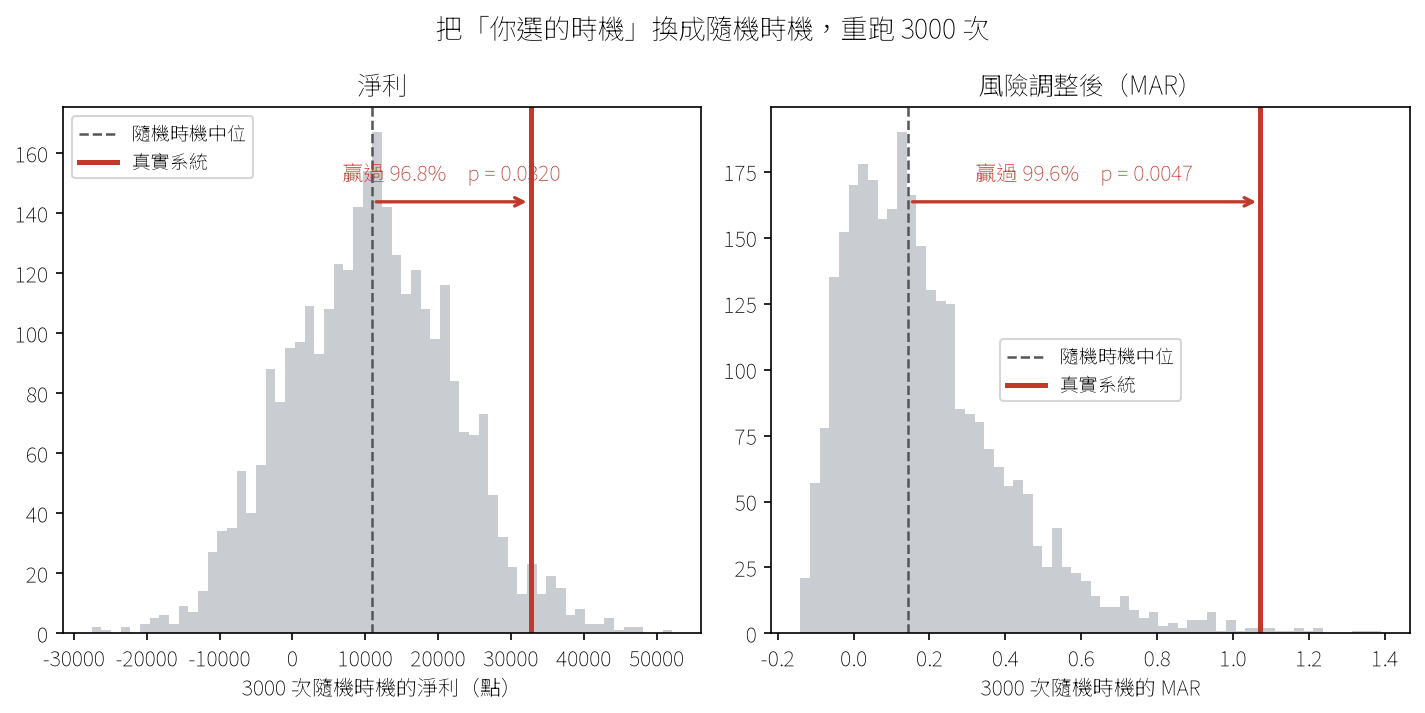 把「你選的時機」換成隨機時機，重跑 3000 次
淨利
隨機時機中位
真實系統
贏過 96.8%    p = 0.0320
160
140
120
100
80
60
40
20
0
-30000 -20000 -10000 0 10000 20000 30000 40000 50000
3000 次隨機時機的淨利（點）
風險調整後（MAR）
贏過 99.6%    p = 0.0047
隨機時機中位
真實系統
175
150
125
100
75
50
25
0
-0.2 0.0 0.2 0.4 0.6 0.8 1.0 1.2 1.4
3000 次隨機時機的 MAR